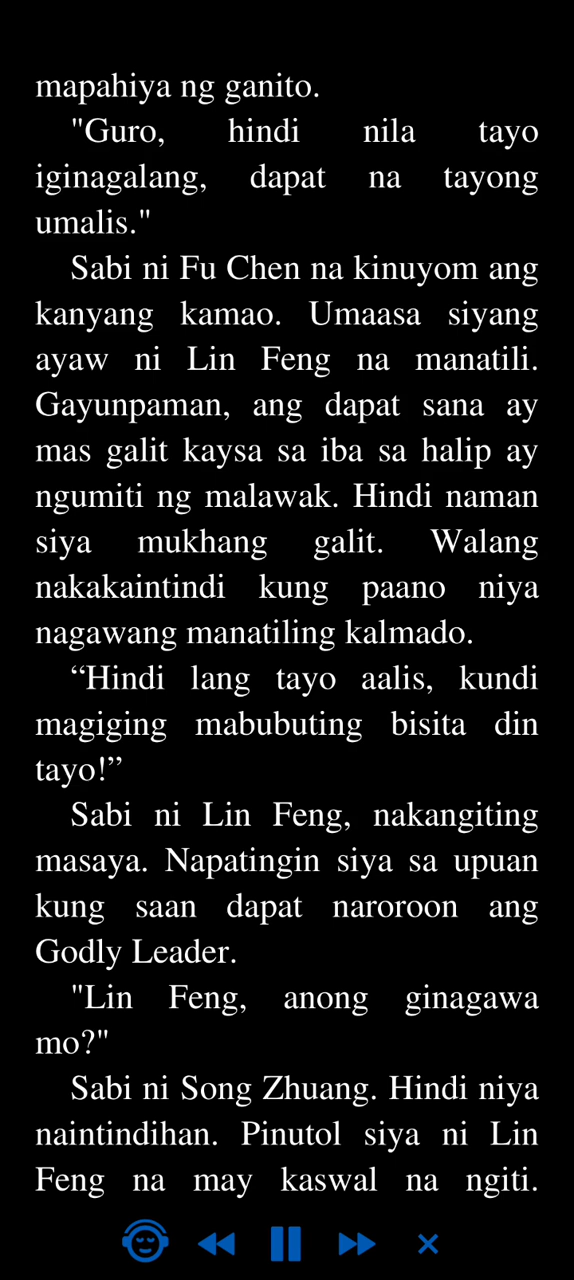 mapahiya ng ganito.
"Guro, hindi nila tayo
iginagalang, dapat na tayong
umalis."
Sabi ni Fu Chen na kinuyom ang
kanyang kamao. Umaasa siyang
ayaw ni Lin Feng na manatili.
Gayunpaman, ang dapat sana ay
mas galit kaysa sa iba sa halip ay
ngumiti ng malawak. Hindi naman
siya mukhang galit. Walang
nakakaintindi kung paano niya
nagawang manatiling kalmado.
“Hindi lang tayo aalis, kundi
magiging mabubuting bisita din
tayo!”
Sabi ni Lin Feng, nakangiting
masaya. Napatingin siya sa upuan
kung saan dapat naroroon ang
Godly Leader.
"Lin Feng, anong ginagawa
mo?"
Sabi ni Song Zhuang. Hindi niya
naintindihan. Pinutol siya ni Lin
Feng na may kaswal na ngiti.